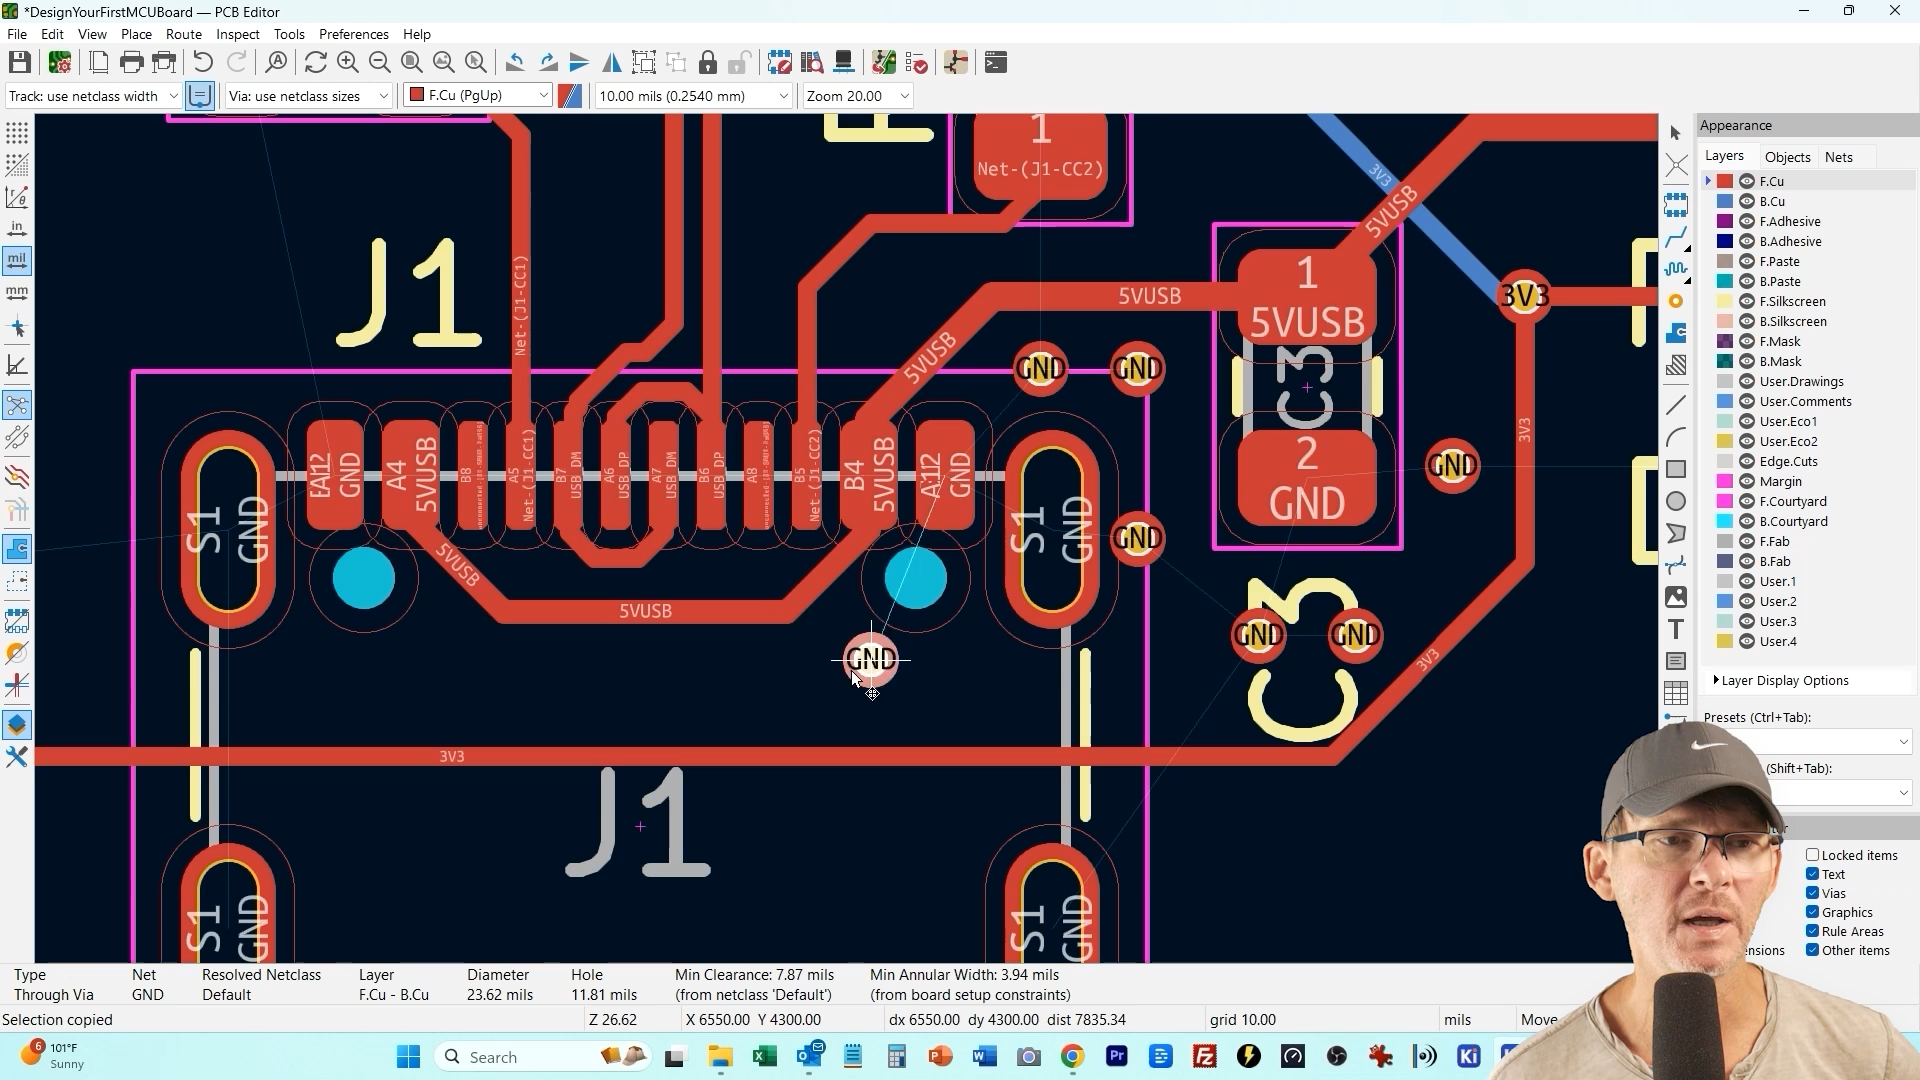 *DesignYourFirstMCUBoard — PCB Editor
File Edit View Place Route Inspect Tools Preferences Help
Track: use netclass width Via: use netclass sizes F.Cu (PgUp) 10.00 mils (0.2540 mm) Zoom 20.00
in
mil
mm
Appearance
Layers Objects Nets
F.Cu
B.Cu
F.Adhesive
B.Adhesive
F.Paste
B.Paste
F.Silkscreen
B.Silkscreen
F.Mask
B.Mask
User.Drawings
User.Comments
User.Eco1
User.Eco2
Edge.Cuts
Margin
F.Courtyard
B.Courtyard
F.Fab
B.Fab
User.1
User.2
User.3
User.4
Layer Display Options
Presets (Ctrl+Tab):
(Shift+Tab):
Locked items
Text
Vias
Graphics
Rule Areas
Other items
1
Net-(J1-CC2)
3V3
5VUSB
J1
Net-(J1-CC1)
5VUSB
5VUSB
1
5VUSB
C3
2
GND
3V3
3V3
3V3
GND
GND
GND
GND
GND
GND
GND
C3
S1
GND
GND
A4
5VUSB
B8
A5
Net-(J1-CC1)
B7
USB_DM
A6
USB_DP
A7
USB_DM
B6
USB_DP
A8
B5
Net-(J1-CC2)
B4
5VUSB
GND
S1
GND
5VUSB
5VUSB
3V3
J1
S1
GND
S1
GND
Type Net Resolved Netclass Layer Diameter Hole Min Clearance: 7.87 mils Min Annular Width: 3.94 mils
Through Via GND Default F.Cu - B.Cu 23.62 mils 11.81 mils (from netclass 'Default') (from board setup constraints)
Selection copied Z 26.62 X 6550.00 Y 4300.00 dx 6550.00 dy 4300.00 dist 7835.34 grid 10.00 mils Move
6
101°F
Sunny
Search
Pr
Ki